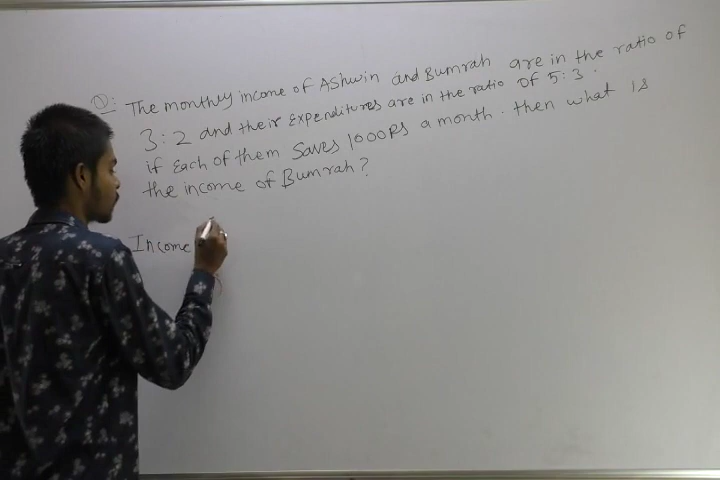 ①: The monthly income of Ashwin and Bumrah are in the ratio of
3:2 and their Expenditures are in the ratio of 5:3.
if Each of them Saves 1000Rs a month. then what is
the income of Bumrah?
Income